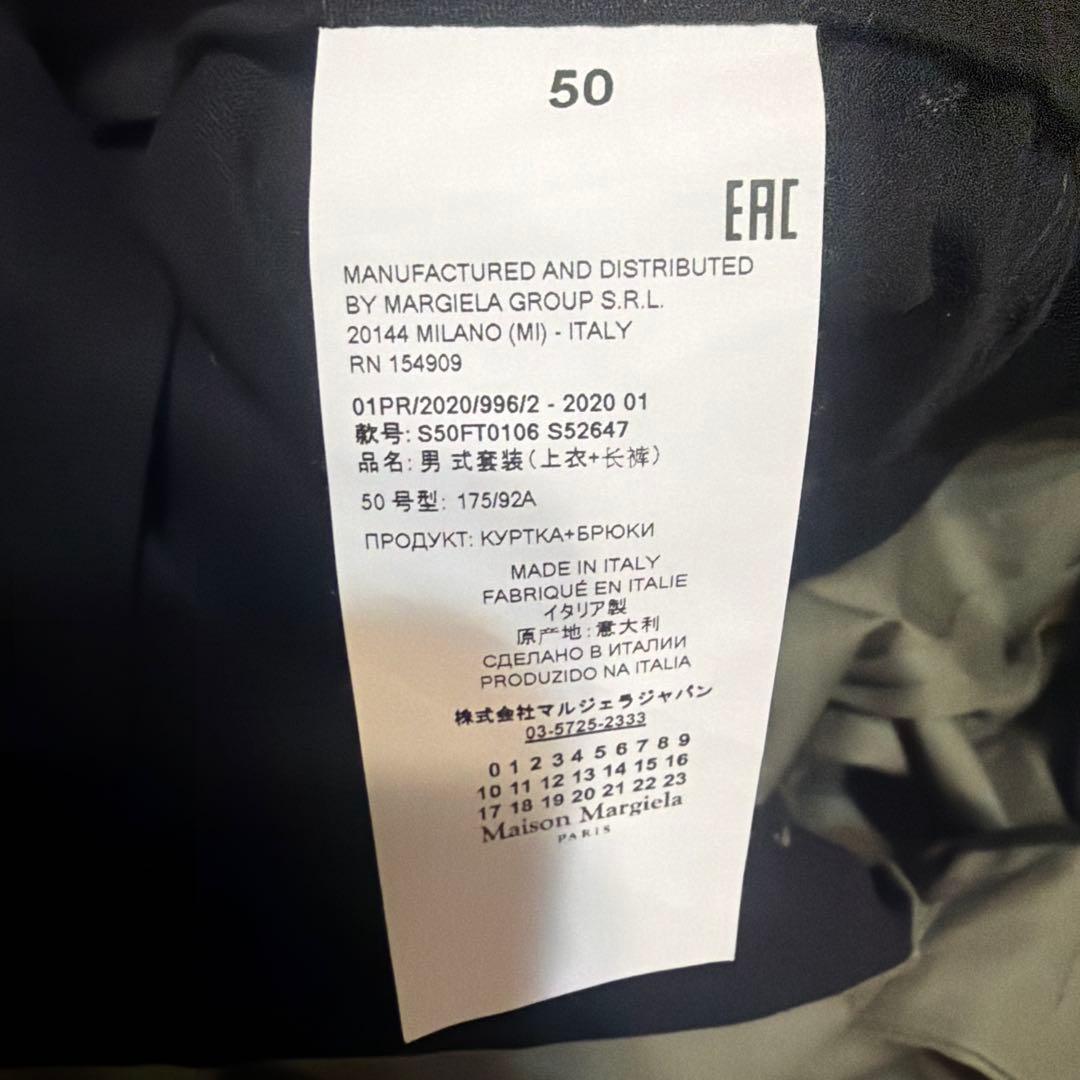 50
EAC
MANUFACTURED AND DISTRIBUTED
BY MARGIELA GROUP S.R.L.
20144 MILANO (MI) - ITALY
RN 154909
01PR/2020/996/2 - 2020 01
款号: S50FT0106 S52647
品名: 男 式套装(上衣+长裤)
50 号型: 175/92A
ПРОДУКТ: КУРТКА+БРЮКИ
MADE IN ITALY
FABRIQUÉ EN ITALIE
イタリア製
原产地: 意大利
СДЕЛАНО В ИТАЛИИ
PRODUZIDO NA ITALIA
株式会社マルジェラジャパン
03-5725-2333
0 1 2 3 4 5 6 7 8 9
10 11 12 13 14 15 16
17 18 19 20 21 22 23
Maison Margiela
PARIS